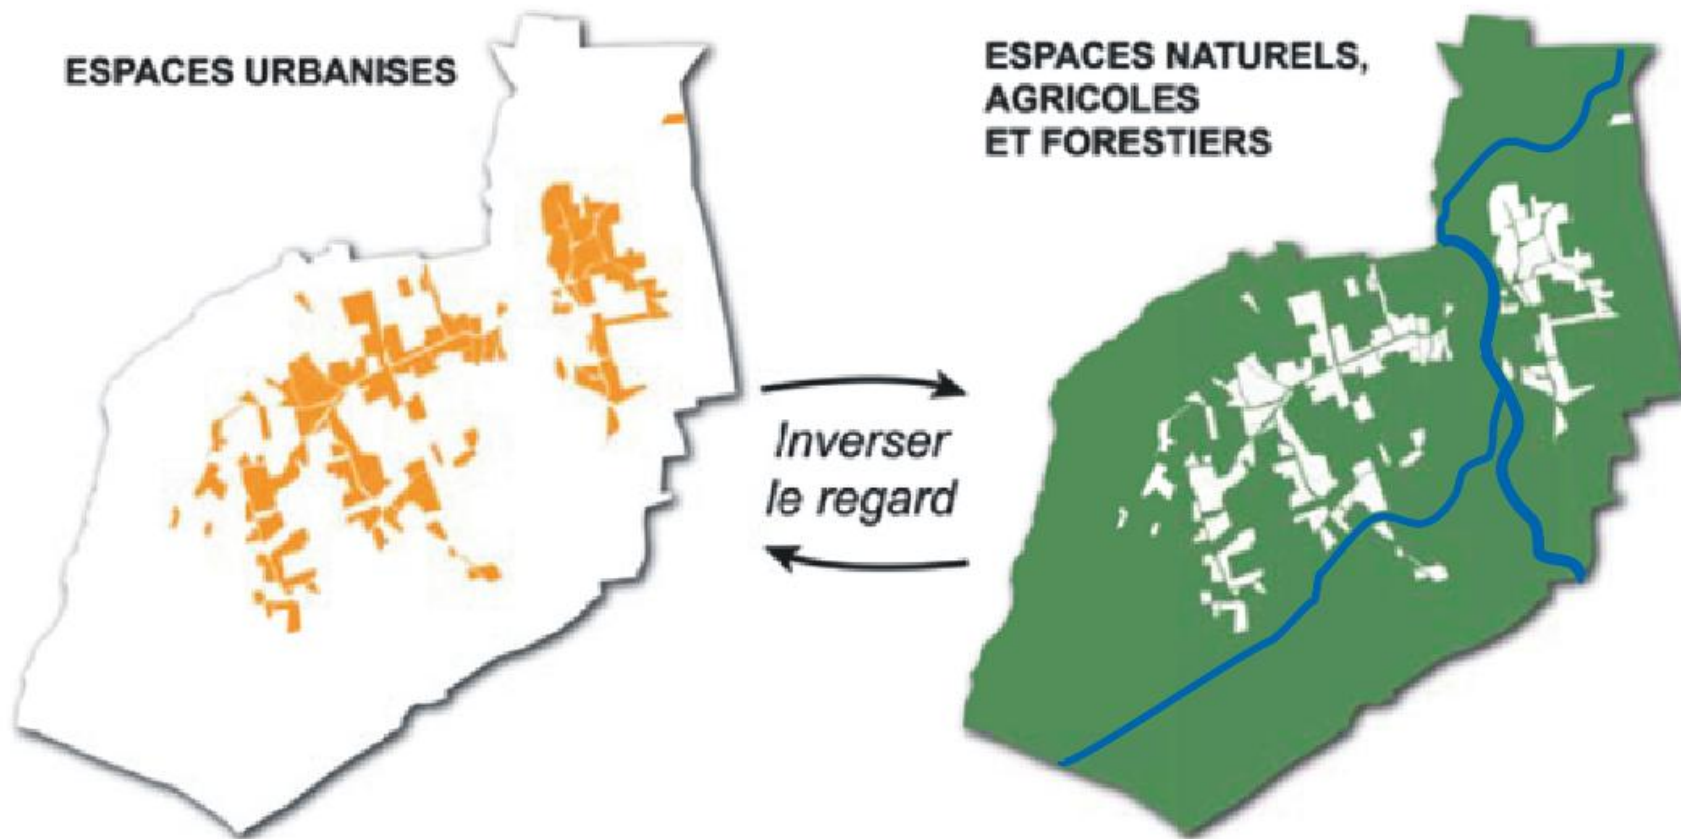 ESPACES URBANISES
ESPACES NATURELS,
AGRICOLES
ET FORESTIERS
Inverser
le regard